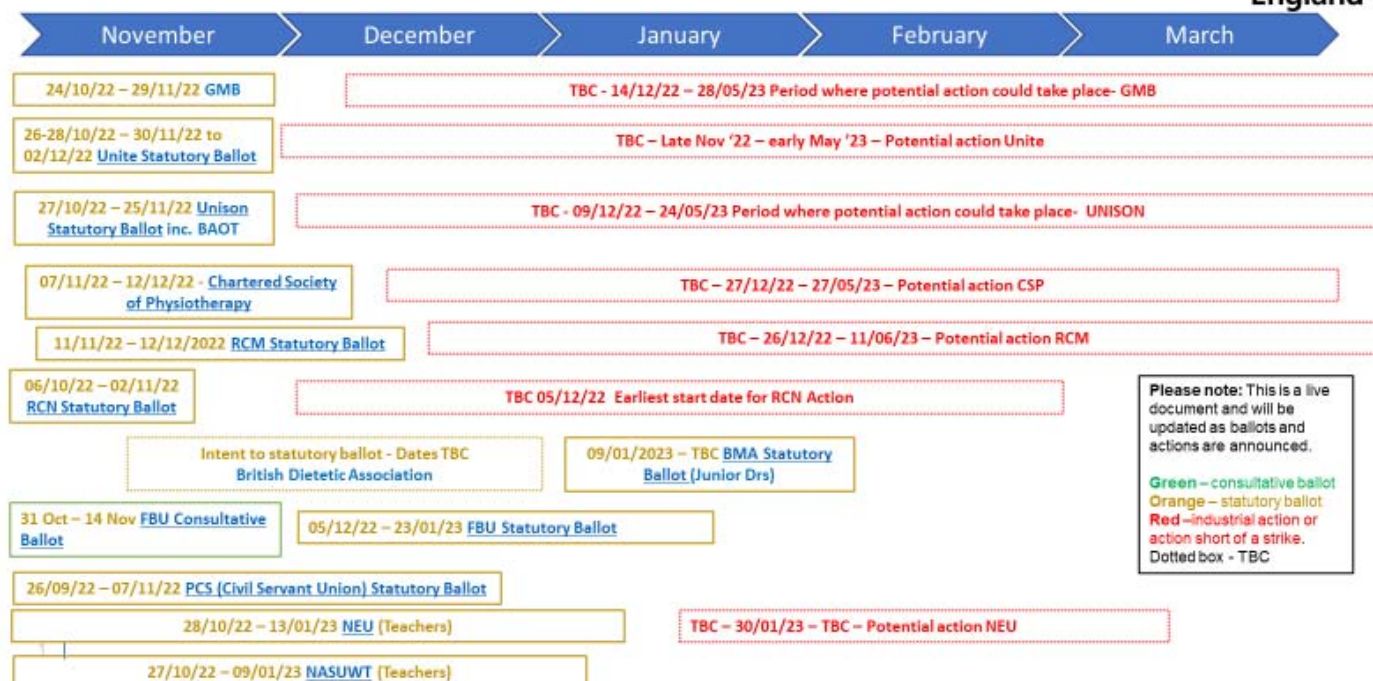 England
November
December
January
February
March
24/10/22 – 29/11/22 GMB
TBC - 14/12/22 – 28/05/23 Period where potential action could take place- GMB
26-28/10/22 – 30/11/22 to
02/12/22 Unite Statutory Ballot
TBC – Late Nov ‘22 – early May ’23 – Potential action Unite
27/10/22 – 25/11/22 Unison
Statutory Ballot inc. BAOT
TBC - 09/12/22 – 24/05/23 Period where potential action could take place- UNISON
07/11/22 – 12/12/22 - Chartered Society
of Physiotherapy
TBC – 27/12/22 – 27/05/23 – Potential action CSP
11/11/22 – 12/12/2022 RCM Statutory Ballot
TBC – 26/12/22 – 11/06/23 – Potential action RCM
06/10/22 – 02/11/22
RCN Statutory Ballot
TBC 05/12/22 Earliest start date for RCN Action
Intent to statutory ballot - Dates TBC
British Dietetic Association
09/01/2023 – TBC BMA Statutory
Ballot (Junior Drs)
31 Oct – 14 Nov FBU Consultative
Ballot
05/12/22 – 23/01/23 FBU Statutory Ballot
26/09/22 – 07/11/22 PCS (Civil Servant Union) Statutory Ballot
28/10/22 – 13/01/23 NEU (Teachers)
TBC – 30/01/23 – TBC – Potential action NEU
27/10/22 – 09/01/23 NASUWT (Teachers)
Please note: This is a live
document and will be
updated as ballots and
actions are announced.
Green – consultative ballot
Orange – statutory ballot
Red –industrial action or
action short of a strike.
Dotted box - TBC